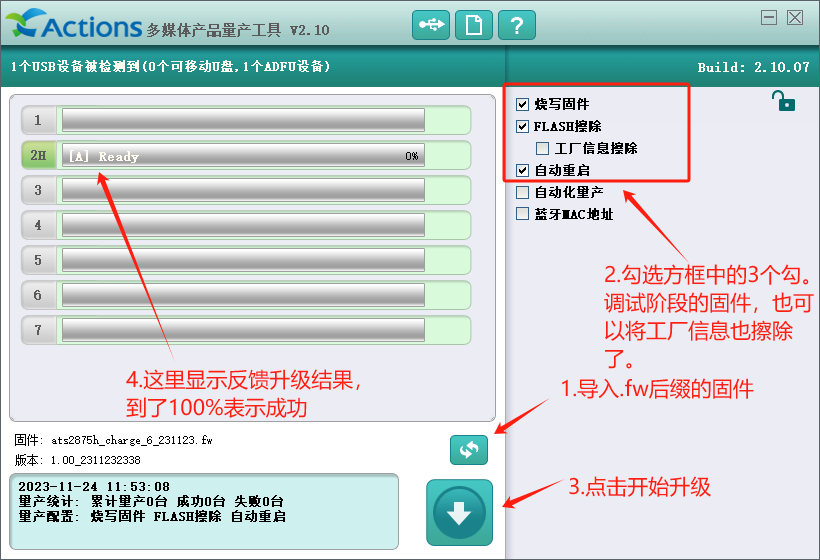 Actions 多媒体产品量产工具 V2.10
?
1个USB设备被检测到(0个可移动U盘,1个ADFU设备)
Build: 2.10.07
1
2H [A] Ready 0%
3
4
5
6
7
烧写固件
FLASH擦除
工厂信息擦除
自动重启
自动化量产
蓝牙MAC地址
2.勾选方框中的3个勾。
调试阶段的固件，也可
以将工厂信息也擦除
了。
4.这里显示反馈升级结果，
到了100%表示成功
1.导入.fw后缀的固件
固件: ats2875h_charge_6_231123.fw
版本: 1.00_2311232338
2023-11-24 11:53:08
量产统计: 累计量产0台 成功0台 失败0台
量产配置: 烧写固件 FLASH擦除 自动重启
3.点击开始升级